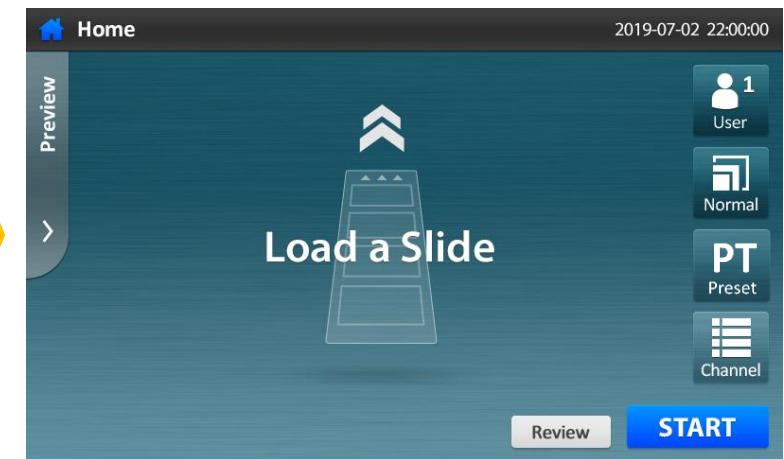 Home
2019-07-02 22:00:00
Preview
1
User
Normal
Load a Slide
PT
Preset
Channel
Review
START